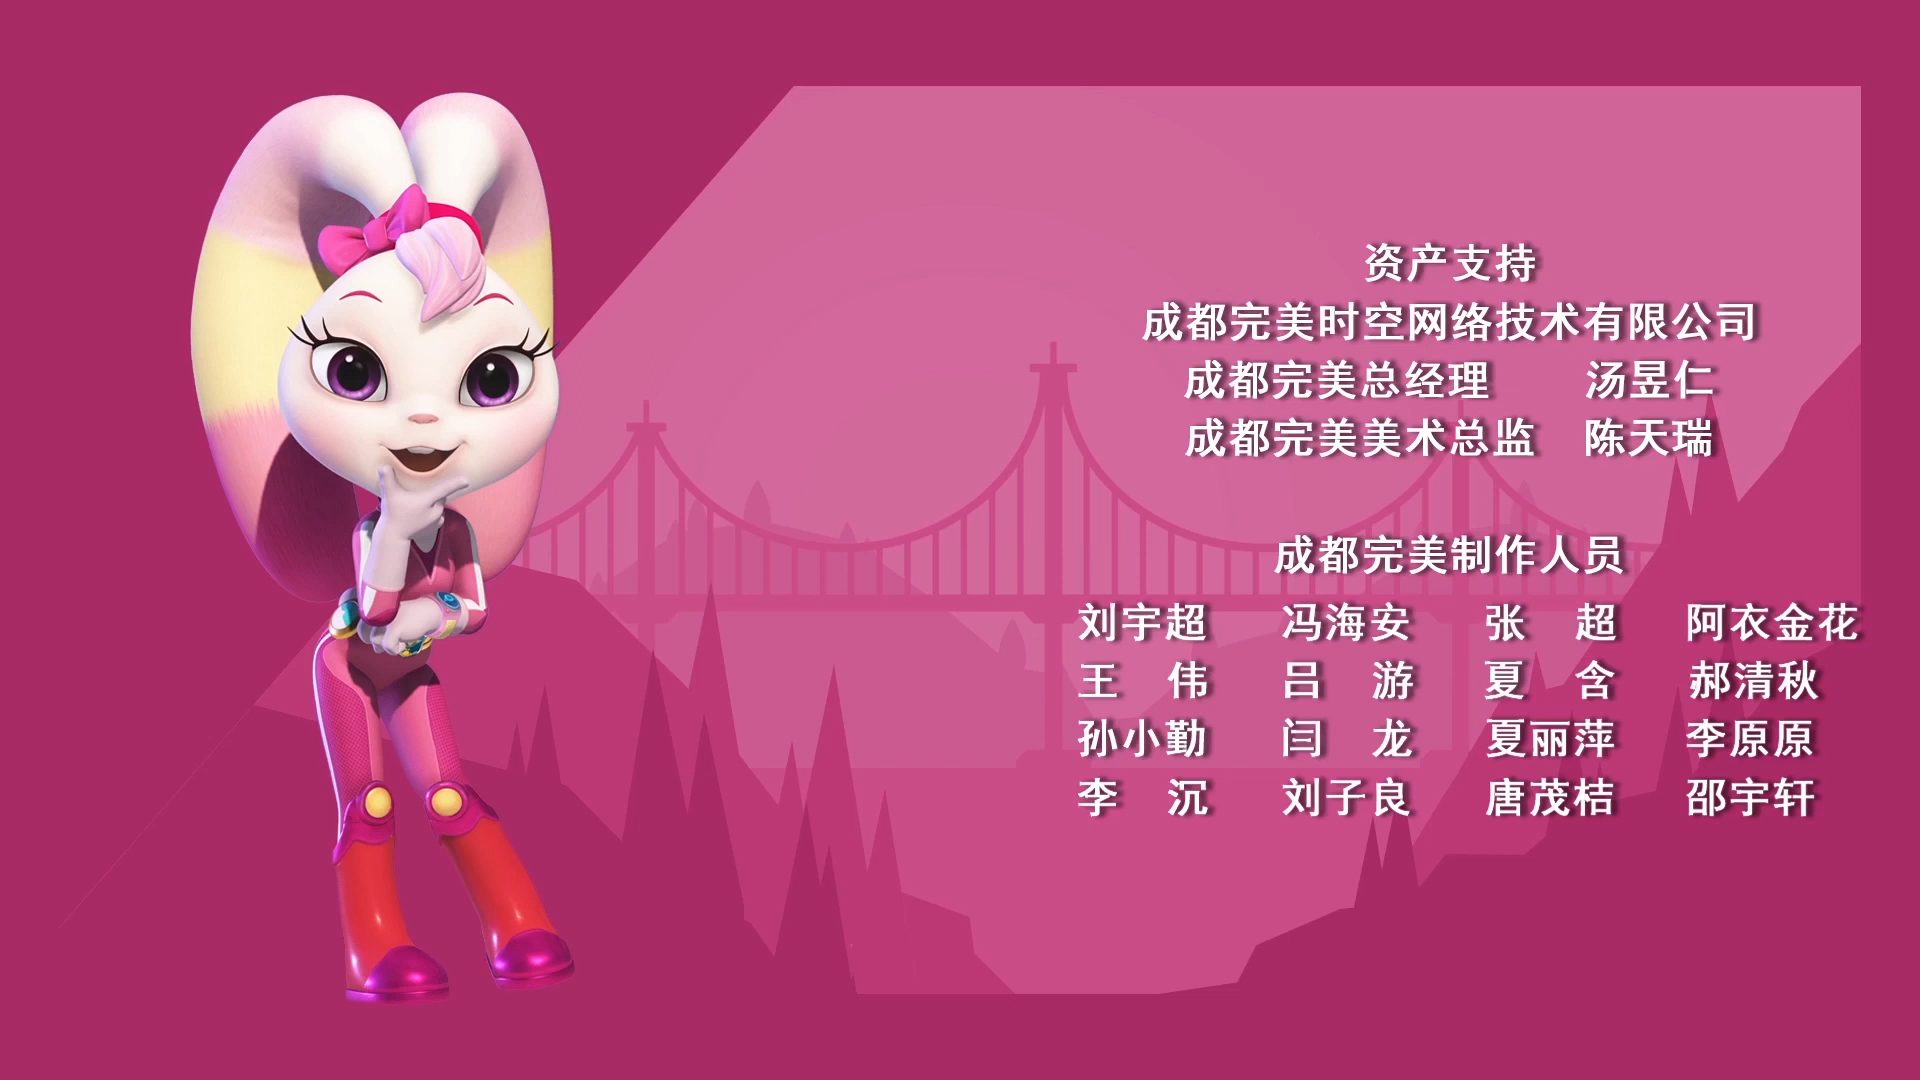 资产支持
成都完美时空网络技术有限公司
成都完美总经理 汤昱仁
成都完美美术总监 陈天瑞
成都完美制作人员
刘宇超 冯海安 张 超 阿衣金花
王 伟 吕 游 夏 含 郝清秋
孙小勤 闫 龙 夏丽萍 李原原
李 沉 刘子良 唐茂桔 邵宇轩